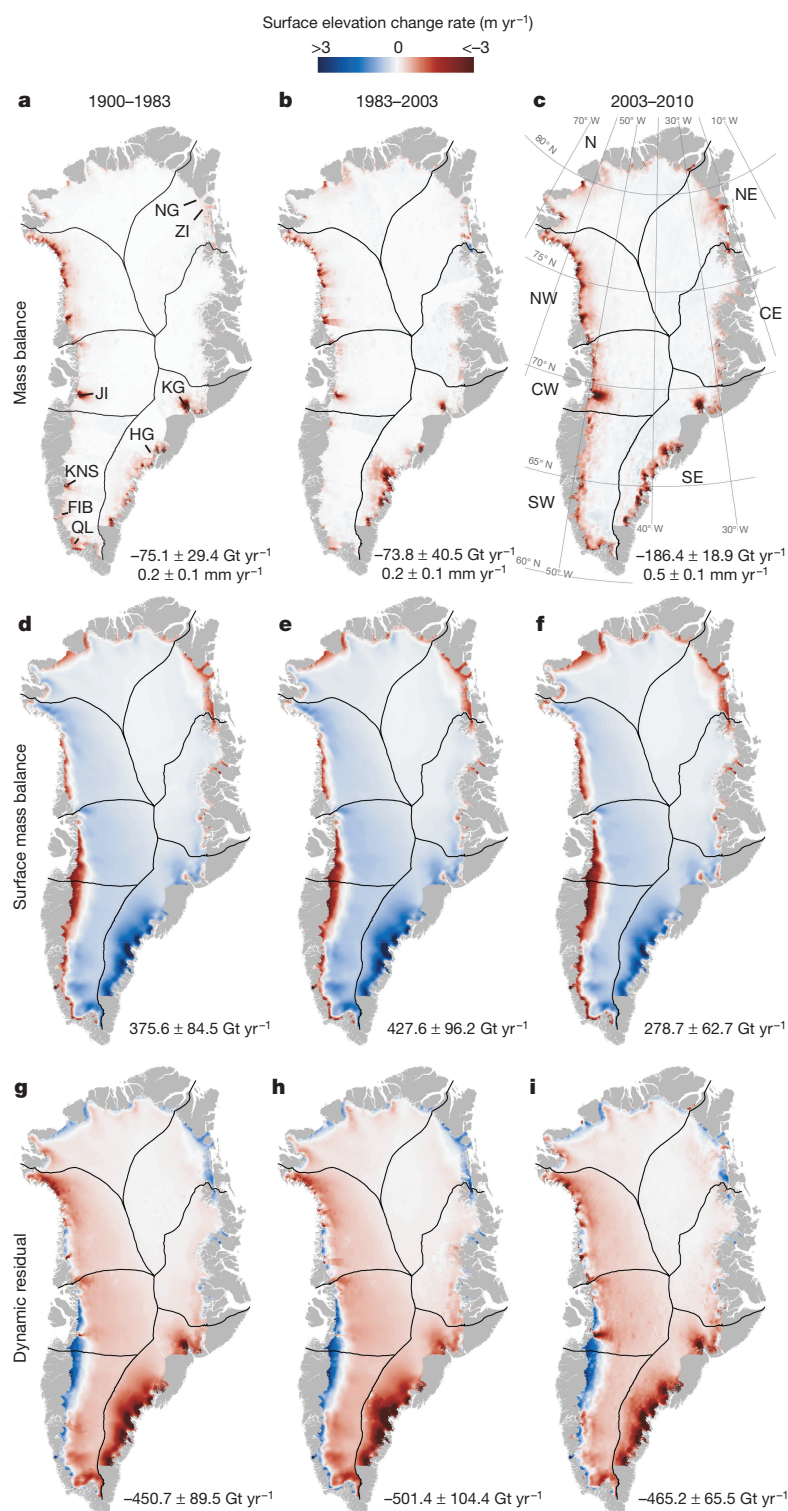 Surface elevation change rate (m yr⁻¹)
>3 0 <–3
a 1900–1983
b 1983–2003
c 2003–2010
Mass balance
NG
ZI
JI
KG
HG
KNS
FIB
QL
–75.1 ± 29.4 Gt yr⁻¹
0.2 ± 0.1 mm yr⁻¹
–73.8 ± 40.5 Gt yr⁻¹
0.2 ± 0.1 mm yr⁻¹
70° W 50° W 30° W 10° W
80° N
N
NE
75° N
NW
CE
70° N
CW
65° N
SE
SW
40° W
30° W
60° N 50° W
–186.4 ± 18.9 Gt yr⁻¹
0.5 ± 0.1 mm yr⁻¹
Surface mass balance
d
375.6 ± 84.5 Gt yr⁻¹
e
427.6 ± 96.2 Gt yr⁻¹
f
278.7 ± 62.7 Gt yr⁻¹
Dynamic residual
g
–450.7 ± 89.5 Gt yr⁻¹
h
–501.4 ± 104.4 Gt yr⁻¹
i
–465.2 ± 65.5 Gt yr⁻¹